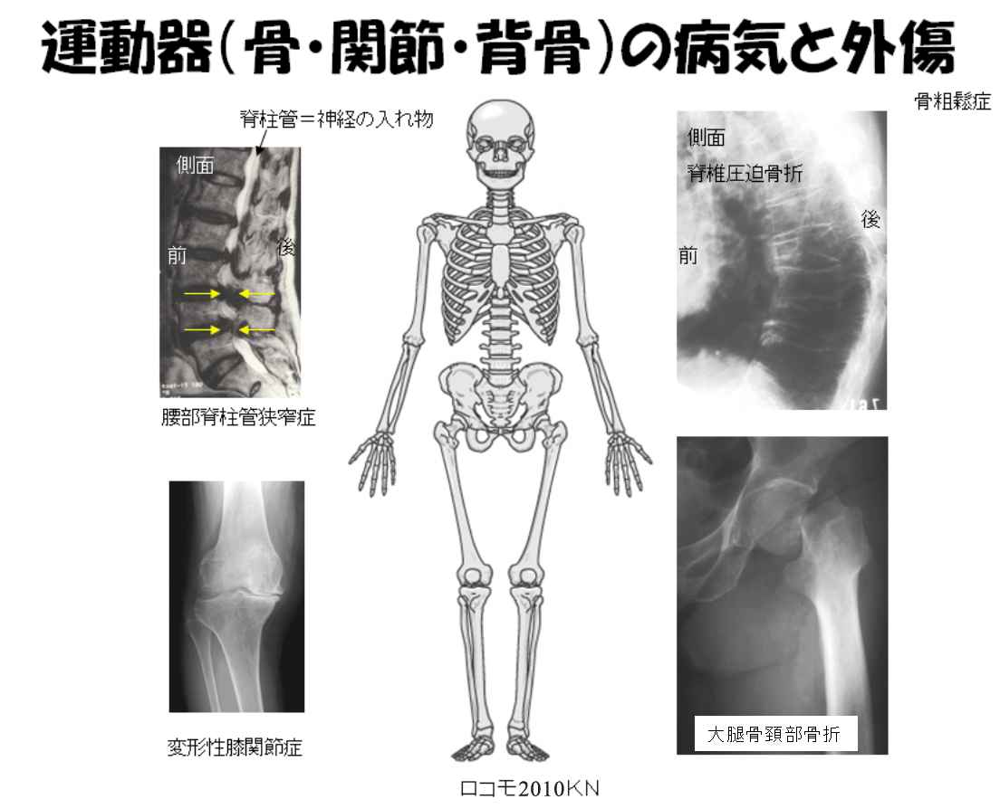 運動器(骨・関節・背骨)の病気と外傷
骨粗鬆症
脊柱管=神経の入れ物
側面
前
後
腰部脊柱管狭窄症
側面
脊椎圧迫骨折
後
前
変形性膝関節症
大腿骨頚部骨折
ロコモ2010KN